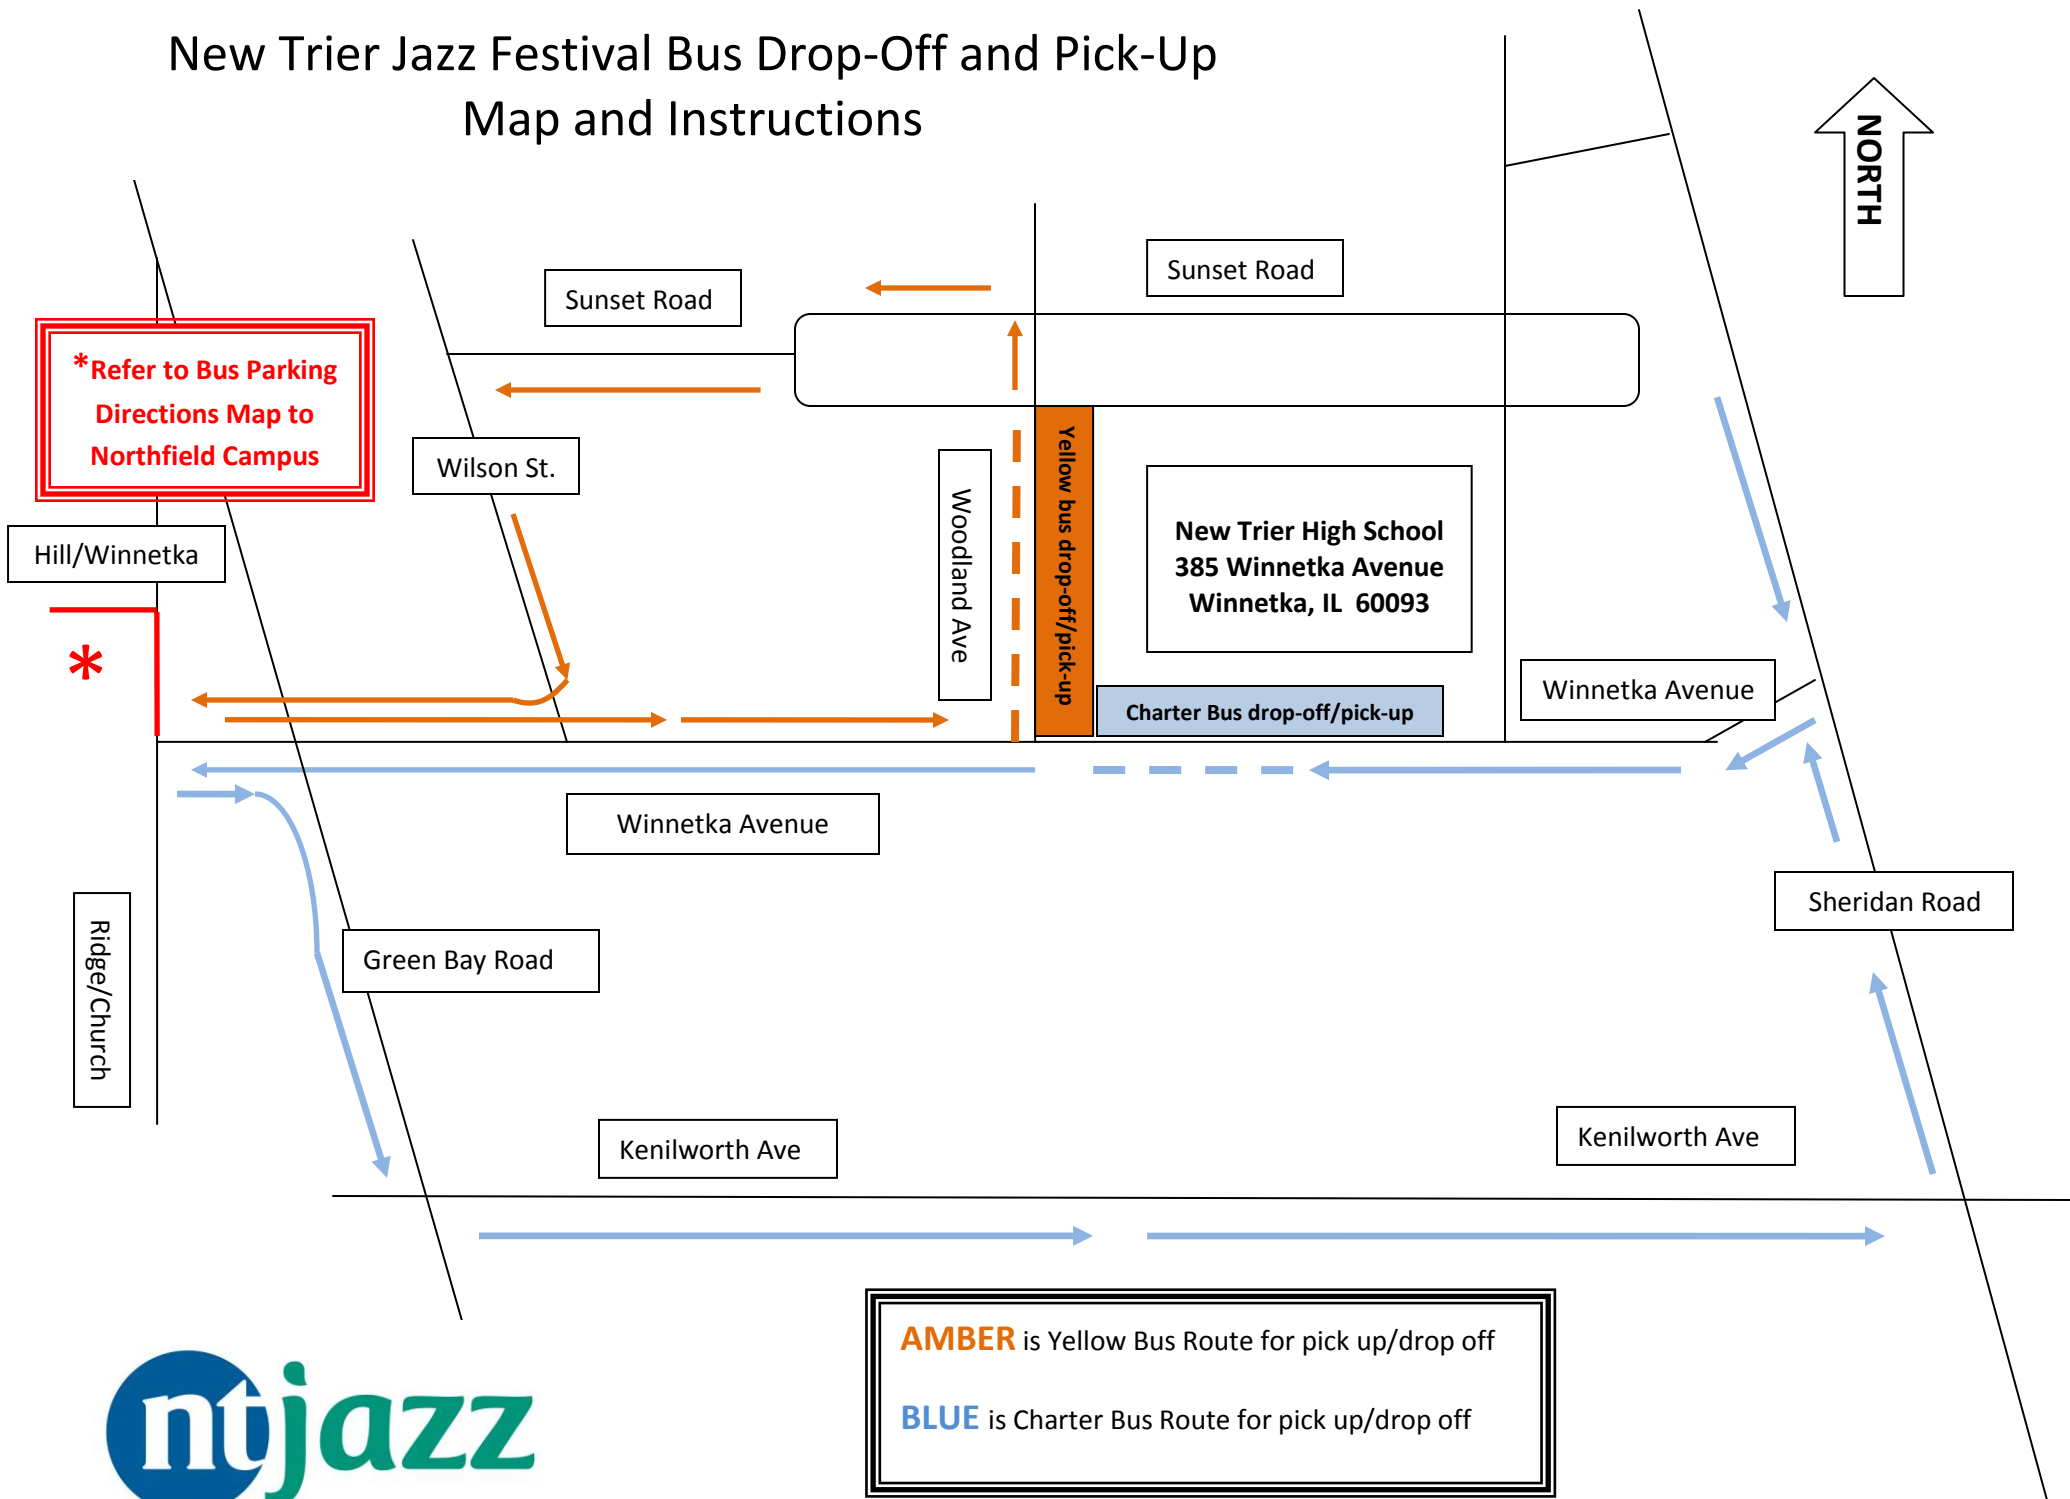 New Trier Jazz Festival Bus Drop-Off and Pick-Up
Map and Instructions
NORTH
Sunset Road
Sunset Road
*Refer to Bus Parking
Directions Map to
Northfield Campus
Wilson St.
Hill/Winnetka
*
Woodland Ave
Yellow bus drop-off/pick-up
New Trier High School
385 Winnetka Avenue
Winnetka, IL  60093
Charter Bus drop-off/pick-up
Winnetka Avenue
Winnetka Avenue
Ridge/Church
Green Bay Road
Sheridan Road
Kenilworth Ave
Kenilworth Ave
AMBER is Yellow Bus Route for pick up/drop off
BLUE is Charter Bus Route for pick up/drop off
ntjazz